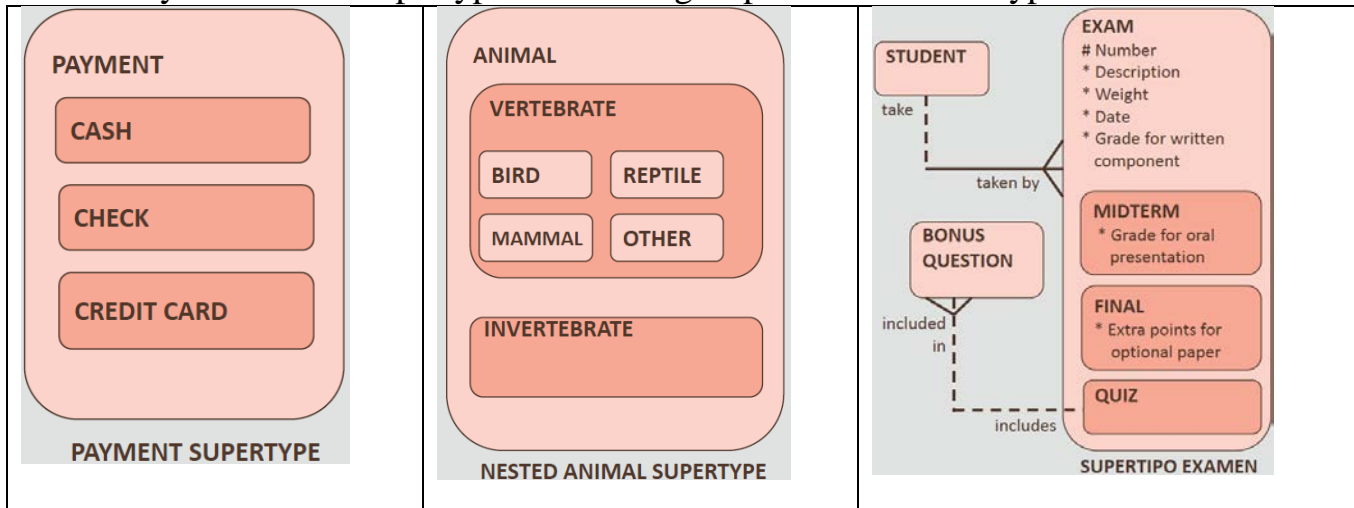 PAYMENT
CASH
CHECK
CREDIT CARD
PAYMENT SUPERTYPE
ANIMAL
VERTEBRATE
BIRD
REPTILE
MAMMAL
OTHER
INVERTEBRATE
NESTED ANIMAL SUPERTYPE
STUDENT
take
taken by
BONUS
QUESTION
included
in
includes
EXAM
# Number
* Description
* Weight
* Date
* Grade for written
component
MIDTERM
* Grade for oral
presentation
FINAL
* Extra points for
optional paper
QUIZ
SUPERTIPO EXAMEN